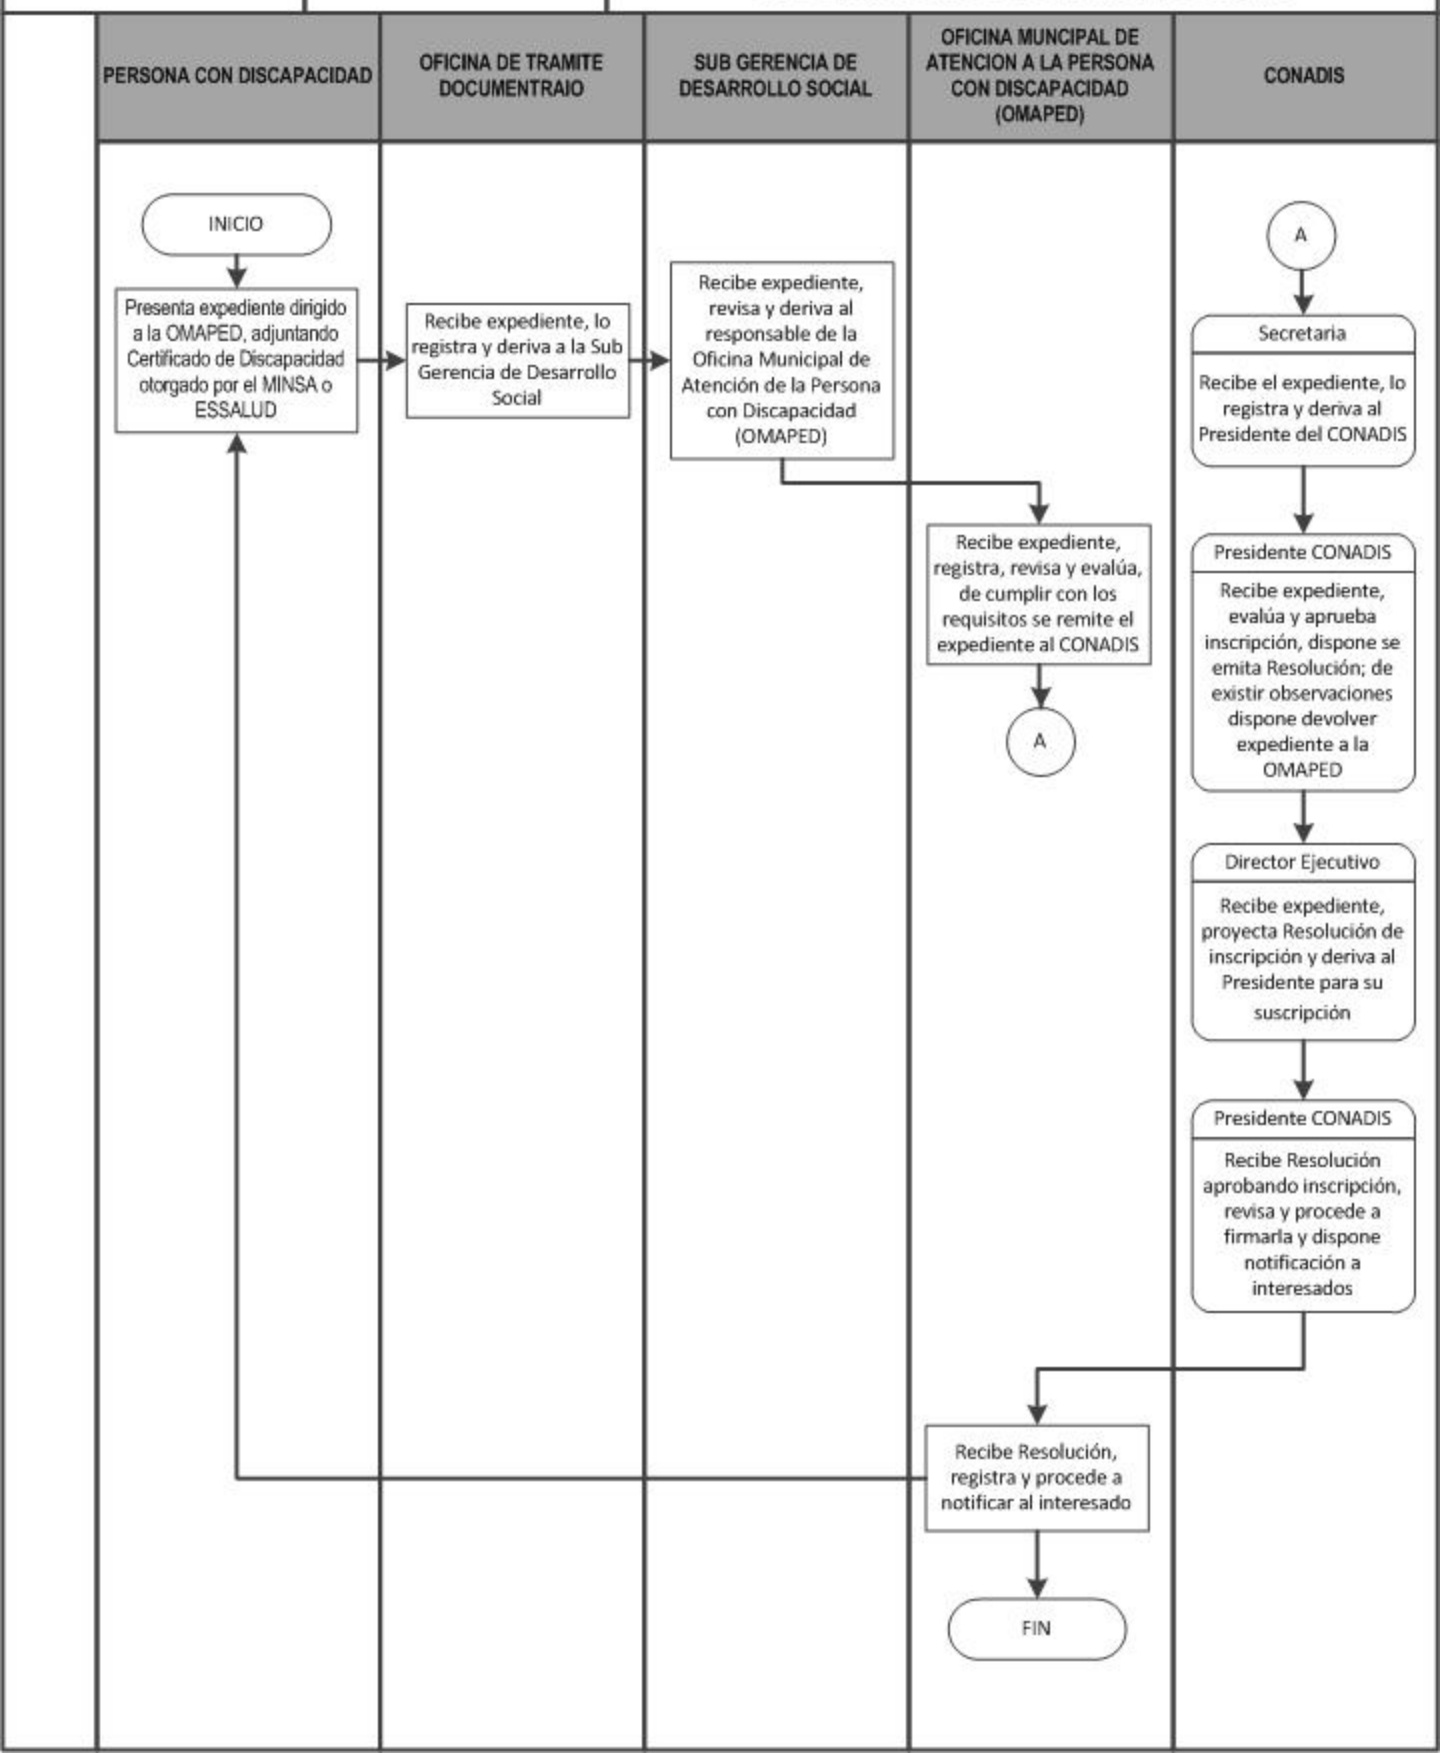 PERSONA CON DISCAPACIDAD
OFICINA DE TRAMITE
DOCUMENTRAIO
SUB GERENCIA DE
DESARROLLO SOCIAL
OFICINA MUNCIPAL DE
ATENCION A LA PERSONA
CON DISCAPACIDAD
(OMAPED)
CONADIS
INICIO
Presenta expediente dirigido
a la OMAPED, adjuntando
Certificado de Discapacidad
otorgado por el MINSA o
ESSALUD
Recibe expediente, lo
registra y deriva a la Sub
Gerencia de Desarrollo
Social
Recibe expediente,
revisa y deriva al
responsable de la
Oficina Municipal de
Atención de la Persona
con Discapacidad
(OMAPED)
Recibe expediente,
registra, revisa y evalúa,
de cumplir con los
requisitos se remite el
expediente al CONADIS
A
A
Secretaria
Recibe el expediente, lo
registra y deriva al
Presidente del CONADIS
Presidente CONADIS
Recibe expediente,
evalúa y aprueba
inscripción, dispone se
emita Resolución; de
existir observaciones
dispone devolver
expediente a la
OMAPED
Director Ejecutivo
Recibe expediente,
proyecta Resolución de
inscripción y deriva al
Presidente para su
suscripción
Presidente CONADIS
Recibe Resolución
aprobando inscripción,
revisa y procede a
firmarla y dispone
notificación a
interesados
Recibe Resolución,
registra y procede a
notificar al interesado
FIN